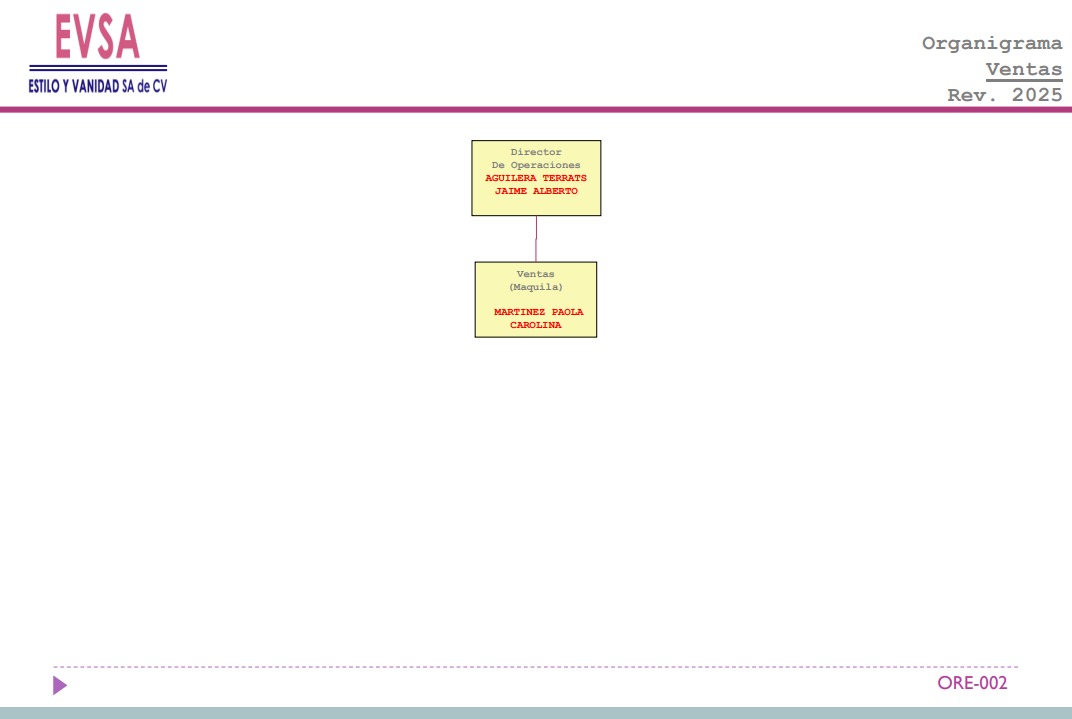 EVSA
ESTILO Y VANIDAD SA de CV
Organigrama
Ventas
Rev. 2025
Director
De Operaciones
AGUILERA TERRATS
JAIME ALBERTO
Ventas
(Maquila)
MARTINEZ PAOLA
CAROLINA
ORE-002